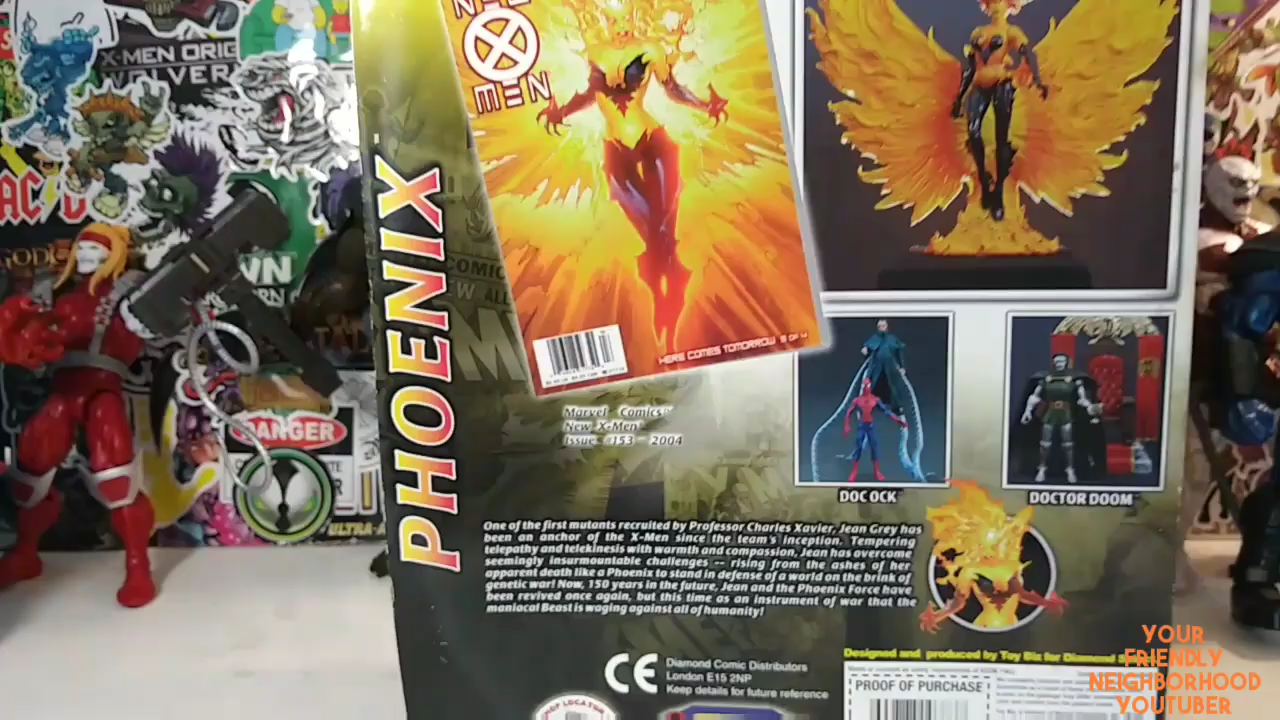 X-MEN ORIG
WOLVER
AC/D
GOD
DANGER
ULTRA-A
PHOENIX
HERE COMES TOMORROW
Marvel Comics
New X-Men
Issue #153 - 2004
DOC OCK
DOCTOR DOOM
One of the first mutants recruited by Professor Charles Xavier, Jean Grey has
been an anchor of the X-Men since the team's inception. Tempering
telepathy and telekinesis with warmth and compassion, Jean has overcome
seemingly insurmountable challenges -- rising from the ashes of her
apparent death like a Phoenix to stand in defense of a world on the brink of
genetic war! Now, 150 years in the future, Jean and the Phoenix Force have
been revived once again, but this time as an instrument of war that the
maniacal Beast is waging against all of humanity!
Designed and produced by Toy Biz for Diamond
CE
Diamond Comic Distributors
London E15 2NP
Keep details for future reference
PROOF OF PURCHASE
SHOP LOCATOR
YOUR
FRIENDLY
NEIGHBORHOOD
YOUTUBER